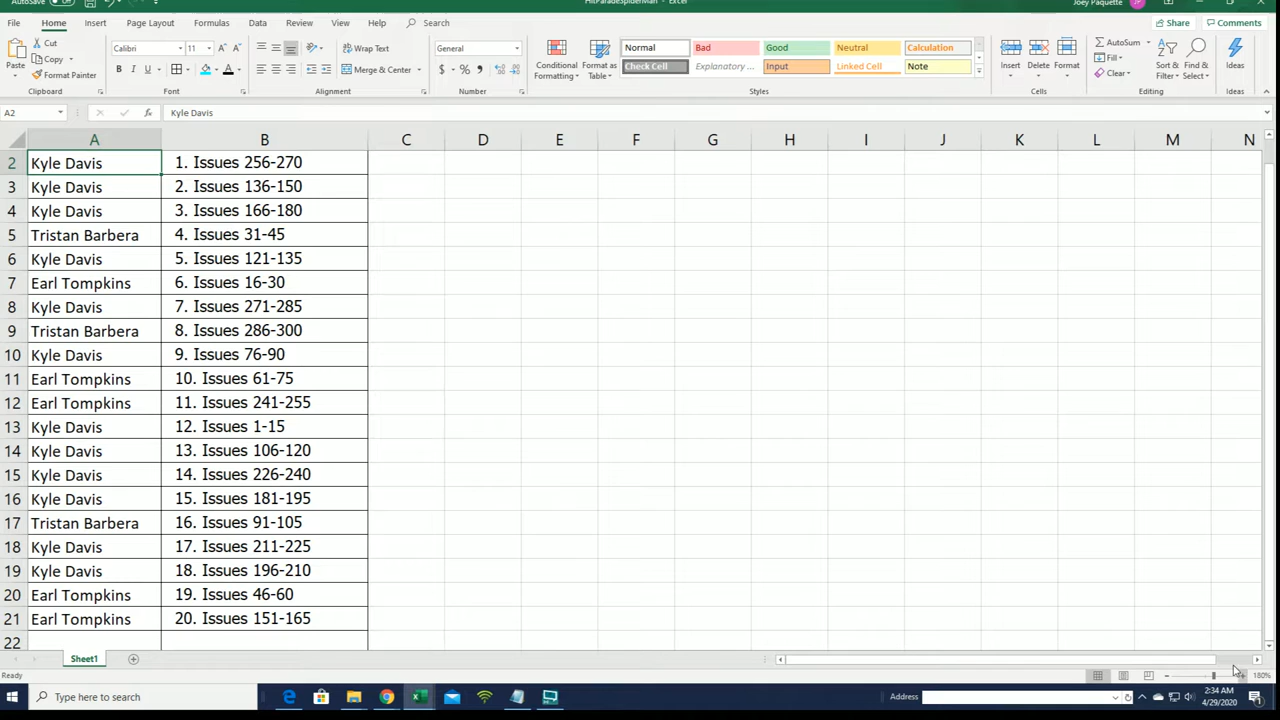 AutoSave Off HitParadeSpiderMan - Excel Joey Paquette JP
File Home Insert Page Layout Formulas Data Review View Help Search Share Comments
Paste Cut Copy Format Painter Clipboard
Calibri 11 B I U A A Font
Wrap Text Merge & Center Alignment
General $ % Number
Conditional Formatting Format as Table
Normal Bad Good Neutral Calculation
Check Cell Explanatory ... Input Linked Cell Note
Styles
Insert Delete Format Cells
AutoSum Fill Clear Sort & Filter Find & Select Editing
Ideas Ideas
A2 fx Kyle Davis
A B C D E F G H I J K L M N
2 Kyle Davis 1. Issues 256-270
3 Kyle Davis 2. Issues 136-150
4 Kyle Davis 3. Issues 166-180
5 Tristan Barbera 4. Issues 31-45
6 Kyle Davis 5. Issues 121-135
7 Earl Tompkins 6. Issues 16-30
8 Kyle Davis 7. Issues 271-285
9 Tristan Barbera 8. Issues 286-300
10 Kyle Davis 9. Issues 76-90
11 Earl Tompkins 10. Issues 61-75
12 Earl Tompkins 11. Issues 241-255
13 Kyle Davis 12. Issues 1-15
14 Kyle Davis 13. Issues 106-120
15 Kyle Davis 14. Issues 226-240
16 Kyle Davis 15. Issues 181-195
17 Tristan Barbera 16. Issues 91-105
18 Kyle Davis 17. Issues 211-225
19 Kyle Davis 18. Issues 196-210
20 Earl Tompkins 19. Issues 46-60
21 Earl Tompkins 20. Issues 151-165
22
Sheet1
Ready 180%
Type here to search Address 2:34 AM
4/29/2020